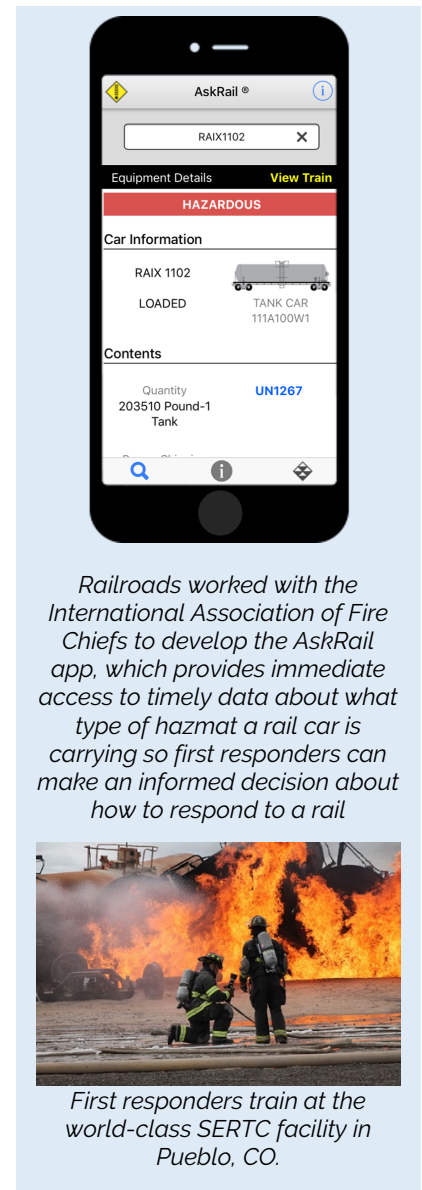 AskRail ®
RAIX1102
Equipment Details View Train
HAZARDOUS
Car Information
RAIX 1102
LOADED
TANK CAR
111A100W1
Contents
Quantity
203510 Pound-1
Tank
UN1267
Railroads worked with the
International Association of Fire
Chiefs to develop the AskRail
app, which provides immediate
access to timely data about what
type of hazmat a rail car is
carrying so first responders can
make an informed decision about
how to respond to a rail
First responders train at the
world-class SERTC facility in
Pueblo, CO.